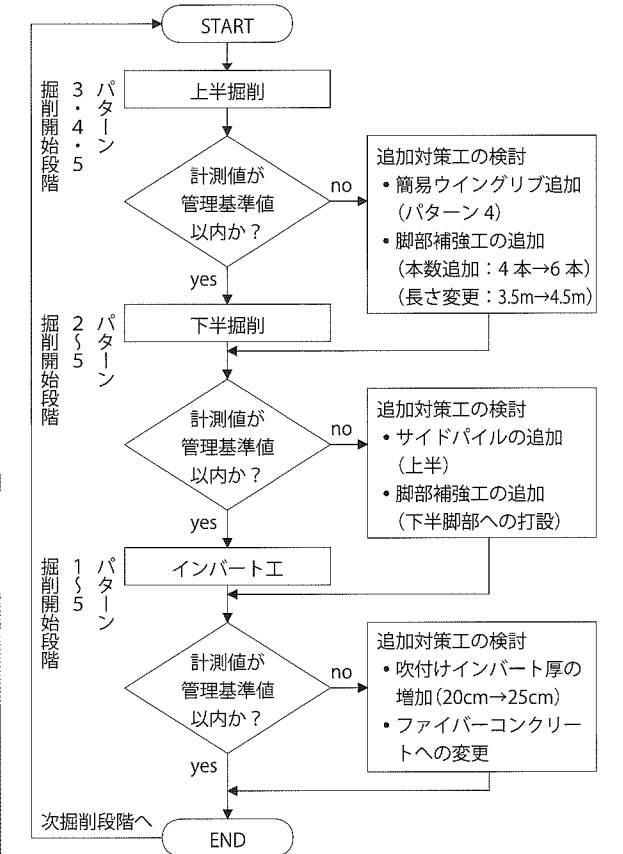 START
パターン
3・4・5
掘削開始段階
上半掘削
計測値が
管理基準値
以内か？
no
yes
追加対策工の検討
・簡易ウイングリブ追加
（パターン 4）
・脚部補強工の追加
（本数追加：4 本→6 本）
（長さ変更：3.5m→4.5m）
パターン
2～5
掘削開始段階
下半掘削
計測値が
管理基準値
以内か？
no
yes
追加対策工の検討
・サイドパイルの追加
（上半）
・脚部補強工の追加
（下半脚部への打設）
パターン
1～5
掘削開始段階
インバート工
計測値が
管理基準値
以内か？
no
yes
追加対策工の検討
・吹付けインバート厚の
増加（20cm→25cm）
・ファイバーコンクリー
トへの変更
次掘削段階へ
END